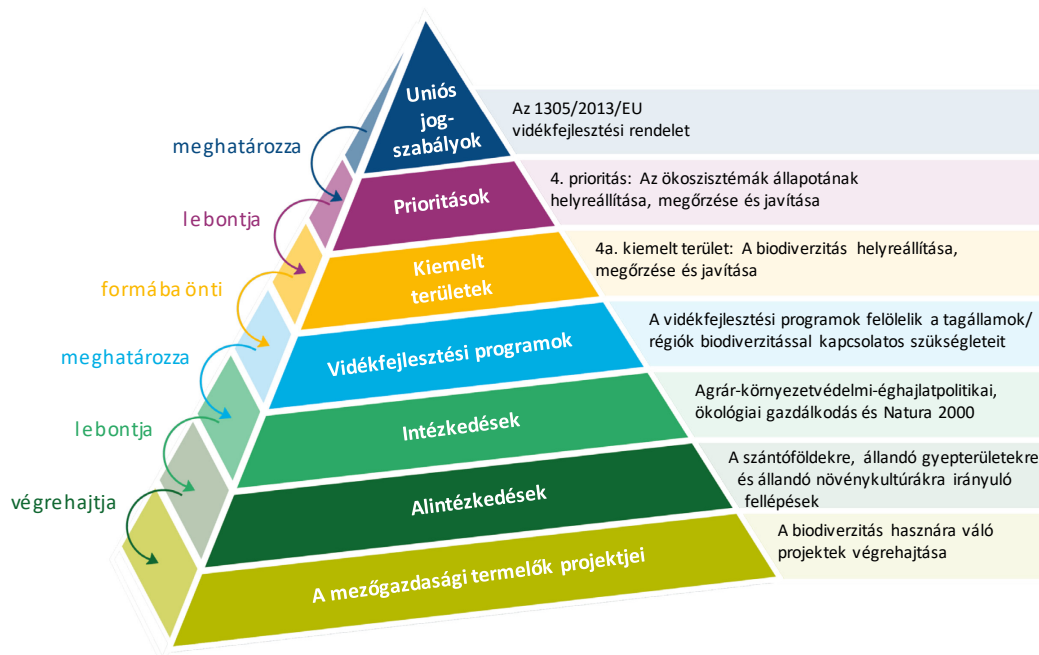 Uniós
jog-
szabályok
Az 1305/2013/EU
vidékfejlesztési rendelet
meghatározza
Prioritások
4. prioritás: Az ökoszisztémák állapotának
helyreállítása, megőrzése és javítása
lebontja
Kiemelt
területek
4a. kiemelt terület: A biodiverzitás helyreállítása,
megőrzése és javítása
formába önti
Vidékfejlesztési programok
A vidékfejlesztési programok felölelik a tagállamok/
régiók biodiverzitással kapcsolatos szükségleteit
meghatározza
Intézkedések
Agrár-környezetvédelmi-éghajlatpolitikai,
ökológiai gazdálkodás és Natura 2000
lebontja
Alintézkedések
A szántóföldekre, állandó gyepterületekre
és állandó növénykultúrákra irányuló
fellépések
végrehajtja
A mezőgazdasági termelők projektjei
A biodiverzitás hasznára váló
projektek végrehajtása